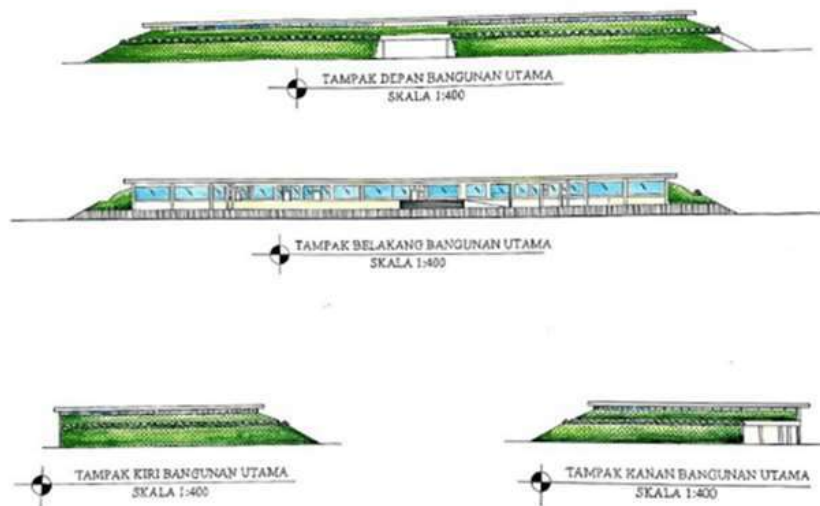 TAMPAK DEPAN BANGUNAN UTAMA
SKALA 1:400
TAMPAK BELAKANG BANGUNAN UTAMA
SKALA 1:400
TAMPAK KIRI BANGUNAN UTAMA
SKALA 1:400
TAMPAK KANAN BANGUNAN UTAMA
SKALA 1:400